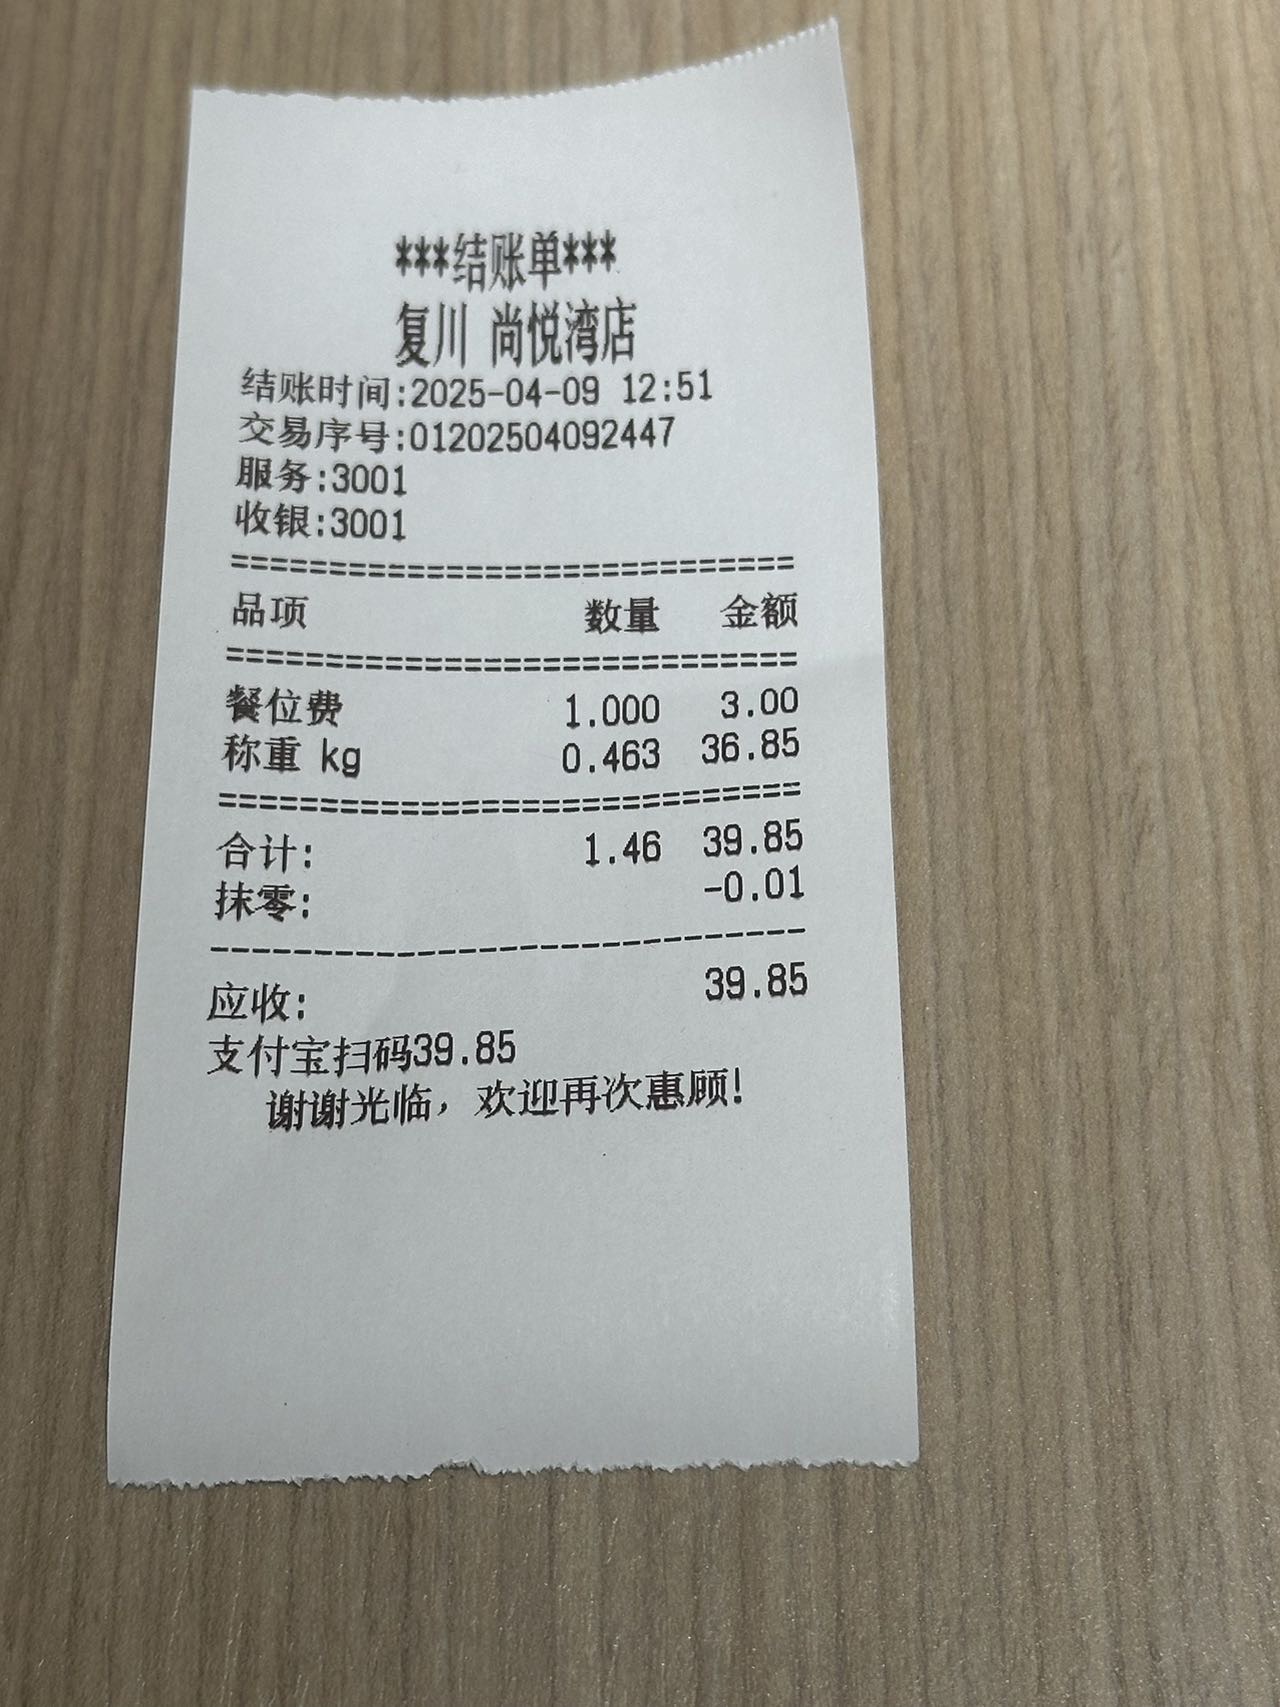 ***结账单***
复川 尚悦湾店
结账时间:2025-04-09 12:51
交易序号:01202504092447
服务:3001
收银:3001
============================
品项 数量 金额
============================
餐位费 1.000 3.00
称重 kg 0.463 36.85
============================
合计: 1.46 39.85
抹零: -0.01
----------------------------
应收: 39.85
支付宝扫码39.85
谢谢光临，欢迎再次惠顾!